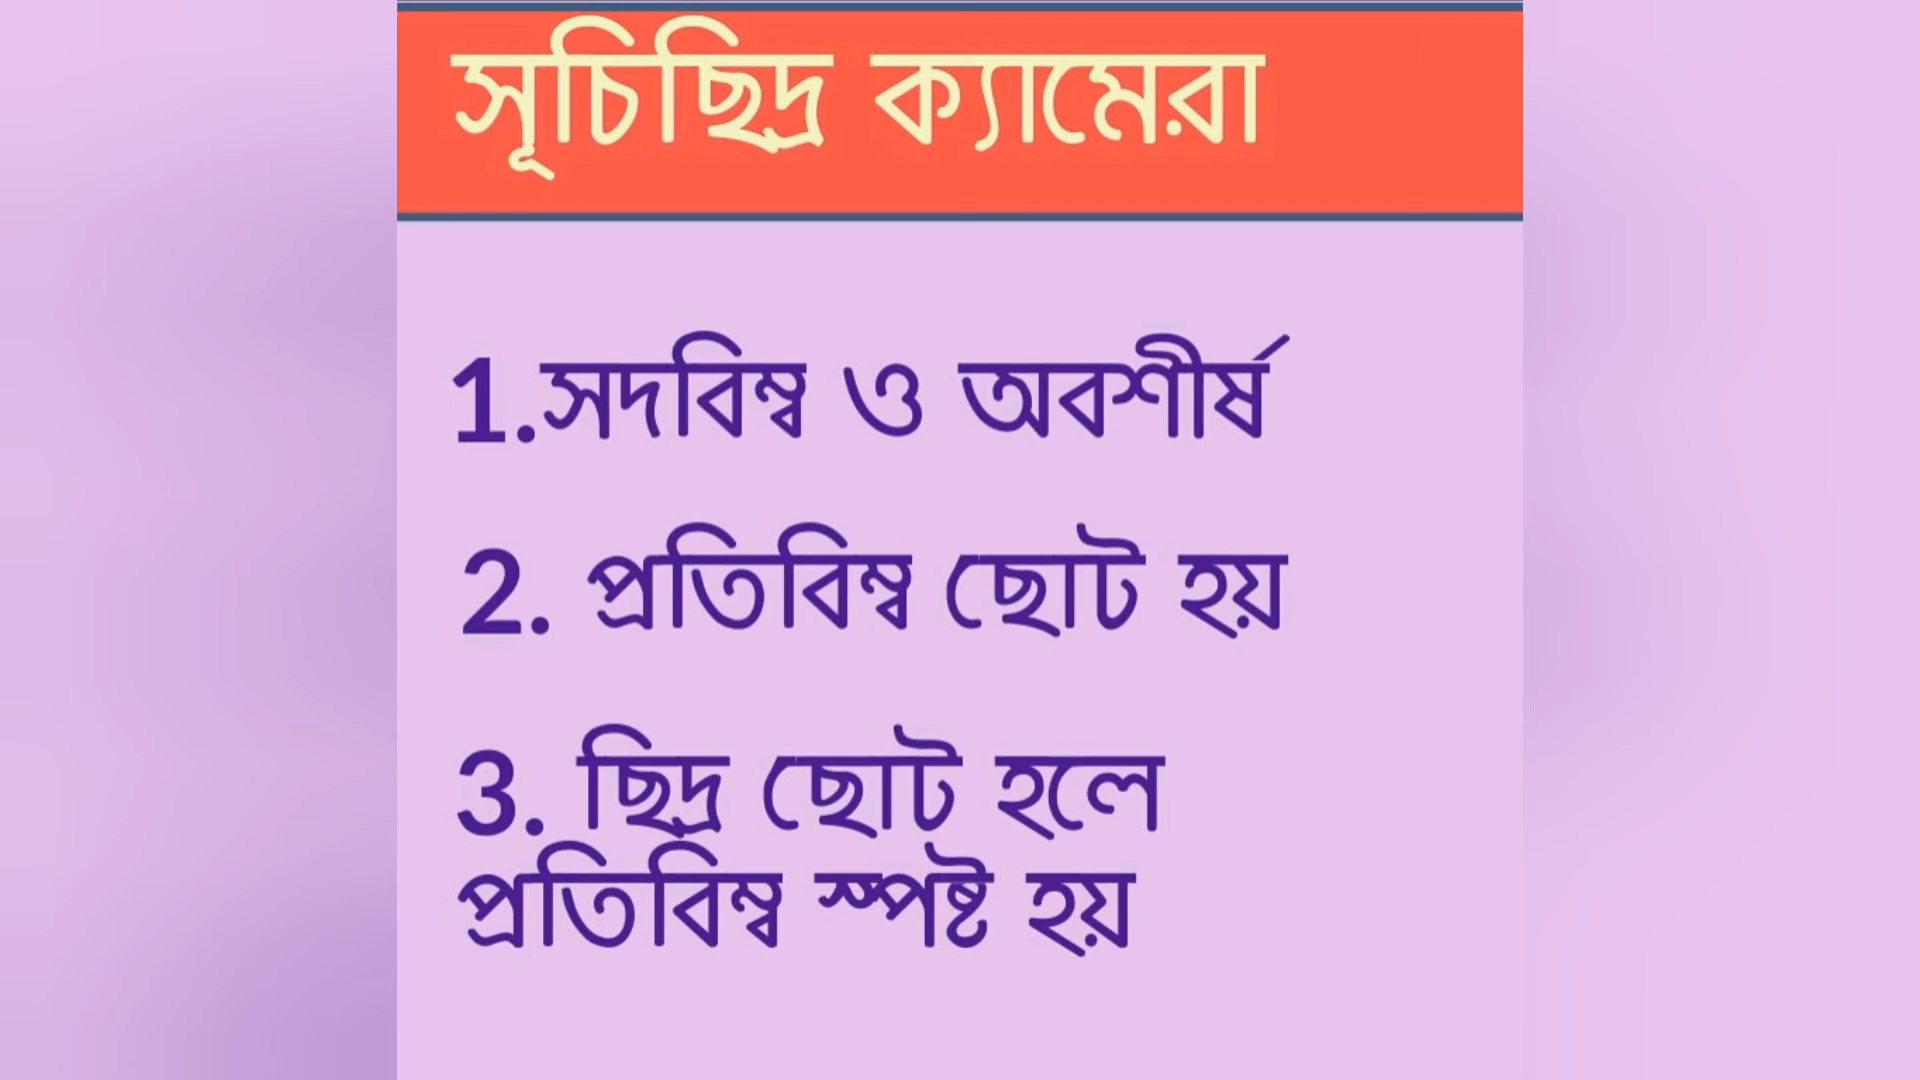 সূচিছিদ্র ক্যামেরা
1.সদবিম্ব ও অবশীর্ষ
2. প্রতিবিম্ব ছোট হয়
3. ছিদ্র ছোট হলে
প্রতিবিম্ব স্পষ্ট হয়